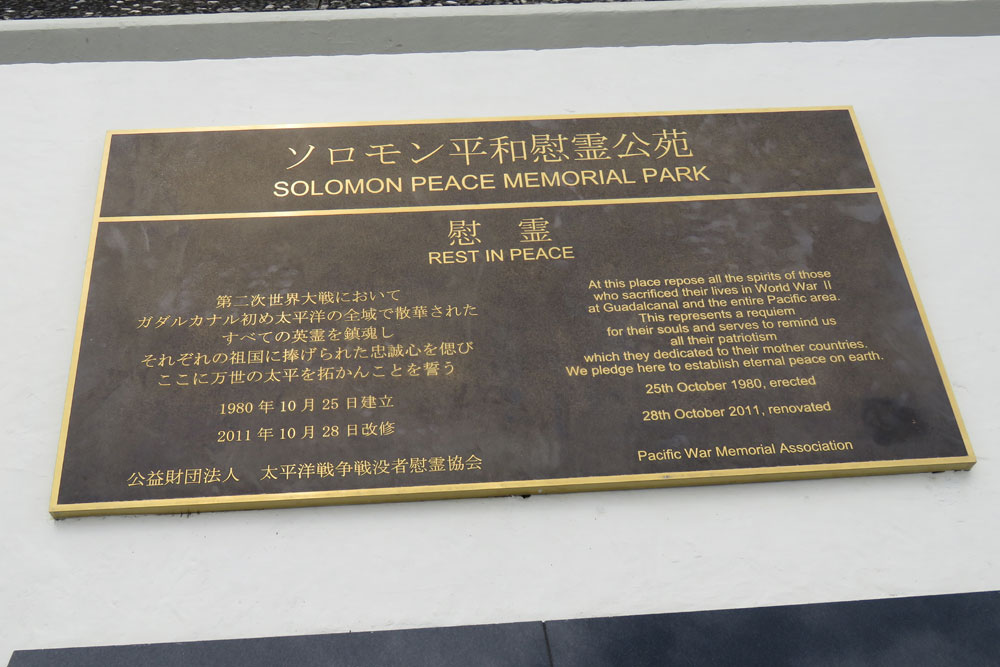 ソロモン平和慰霊公苑
SOLOMON PEACE MEMORIAL PARK
慰 霊
REST IN PEACE
第二次世界大戦において
ガダルカナル初め太平洋の全域で散華された
すべての英霊を鎮魂し
それぞれの祖国に捧げられた忠誠心を偲び
ここに万世の太平を拓かんことを誓う
1980年10月25日建立
2011年10月28日改修
公益財団法人 太平洋戦争戦没者慰霊協会
At this place repose all the spirits of those
who sacrificed their lives in World War Ⅱ
at Guadalcanal and the entire Pacific area.
This represents a requiem
for their souls and serves to remind us
all their patriotism
which they dedicated to their mother countries.
We pledge here to establish eternal peace on earth.
25th October 1980, erected
28th October 2011, renovated
Pacific War Memorial Association